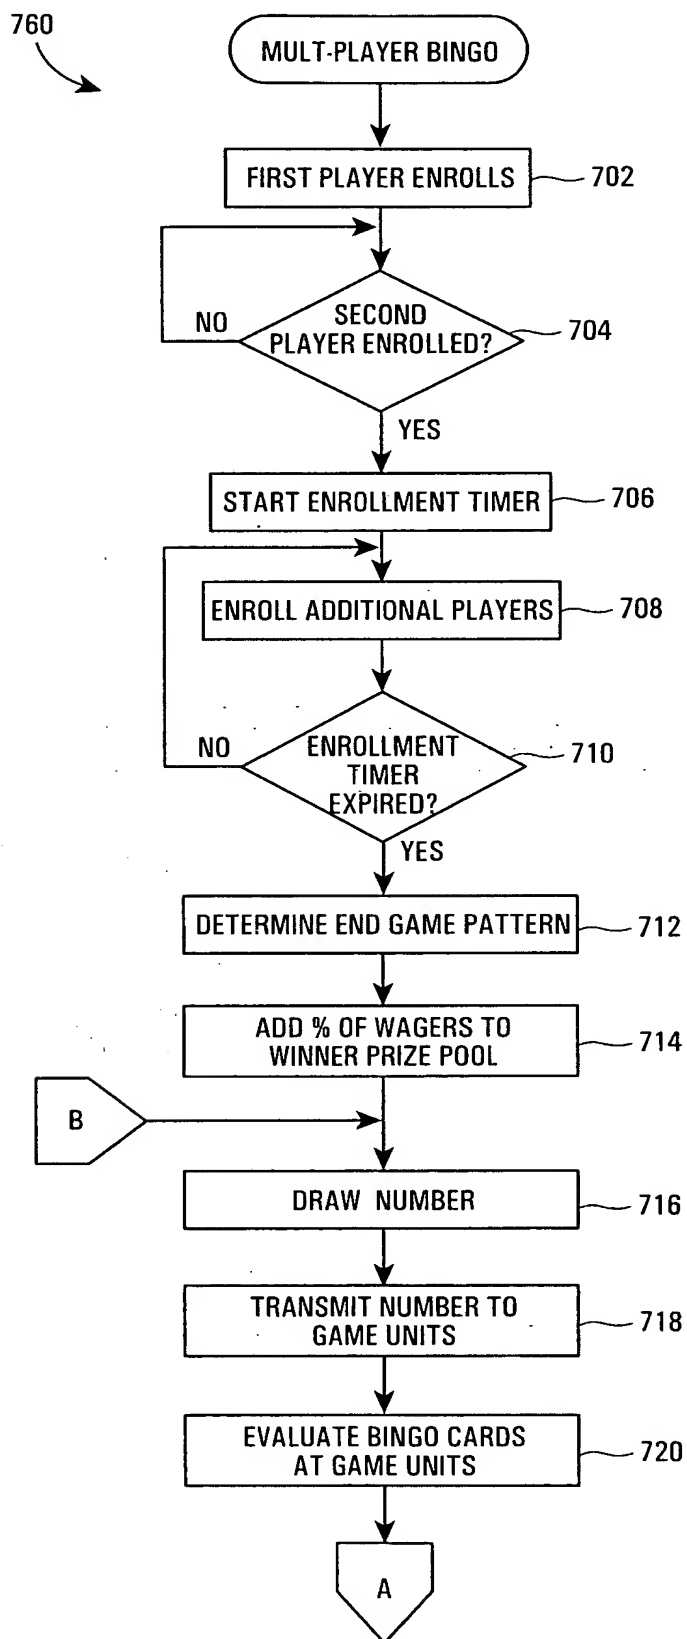 760
MULT-PLAYER BINGO
FIRST PLAYER ENROLLS
702
SECOND
PLAYER ENROLLED?
704
NO
YES
START ENROLLMENT TIMER
706
ENROLL ADDITIONAL PLAYERS
708
ENROLLMENT
TIMER
EXPIRED?
710
NO
YES
DETERMINE END GAME PATTERN
712
ADD % OF WAGERS TO
WINNER PRIZE POOL
714
B
DRAW NUMBER
716
TRANSMIT NUMBER TO
GAME UNITS
718
EVALUATE BINGO CARDS
AT GAME UNITS
720
A